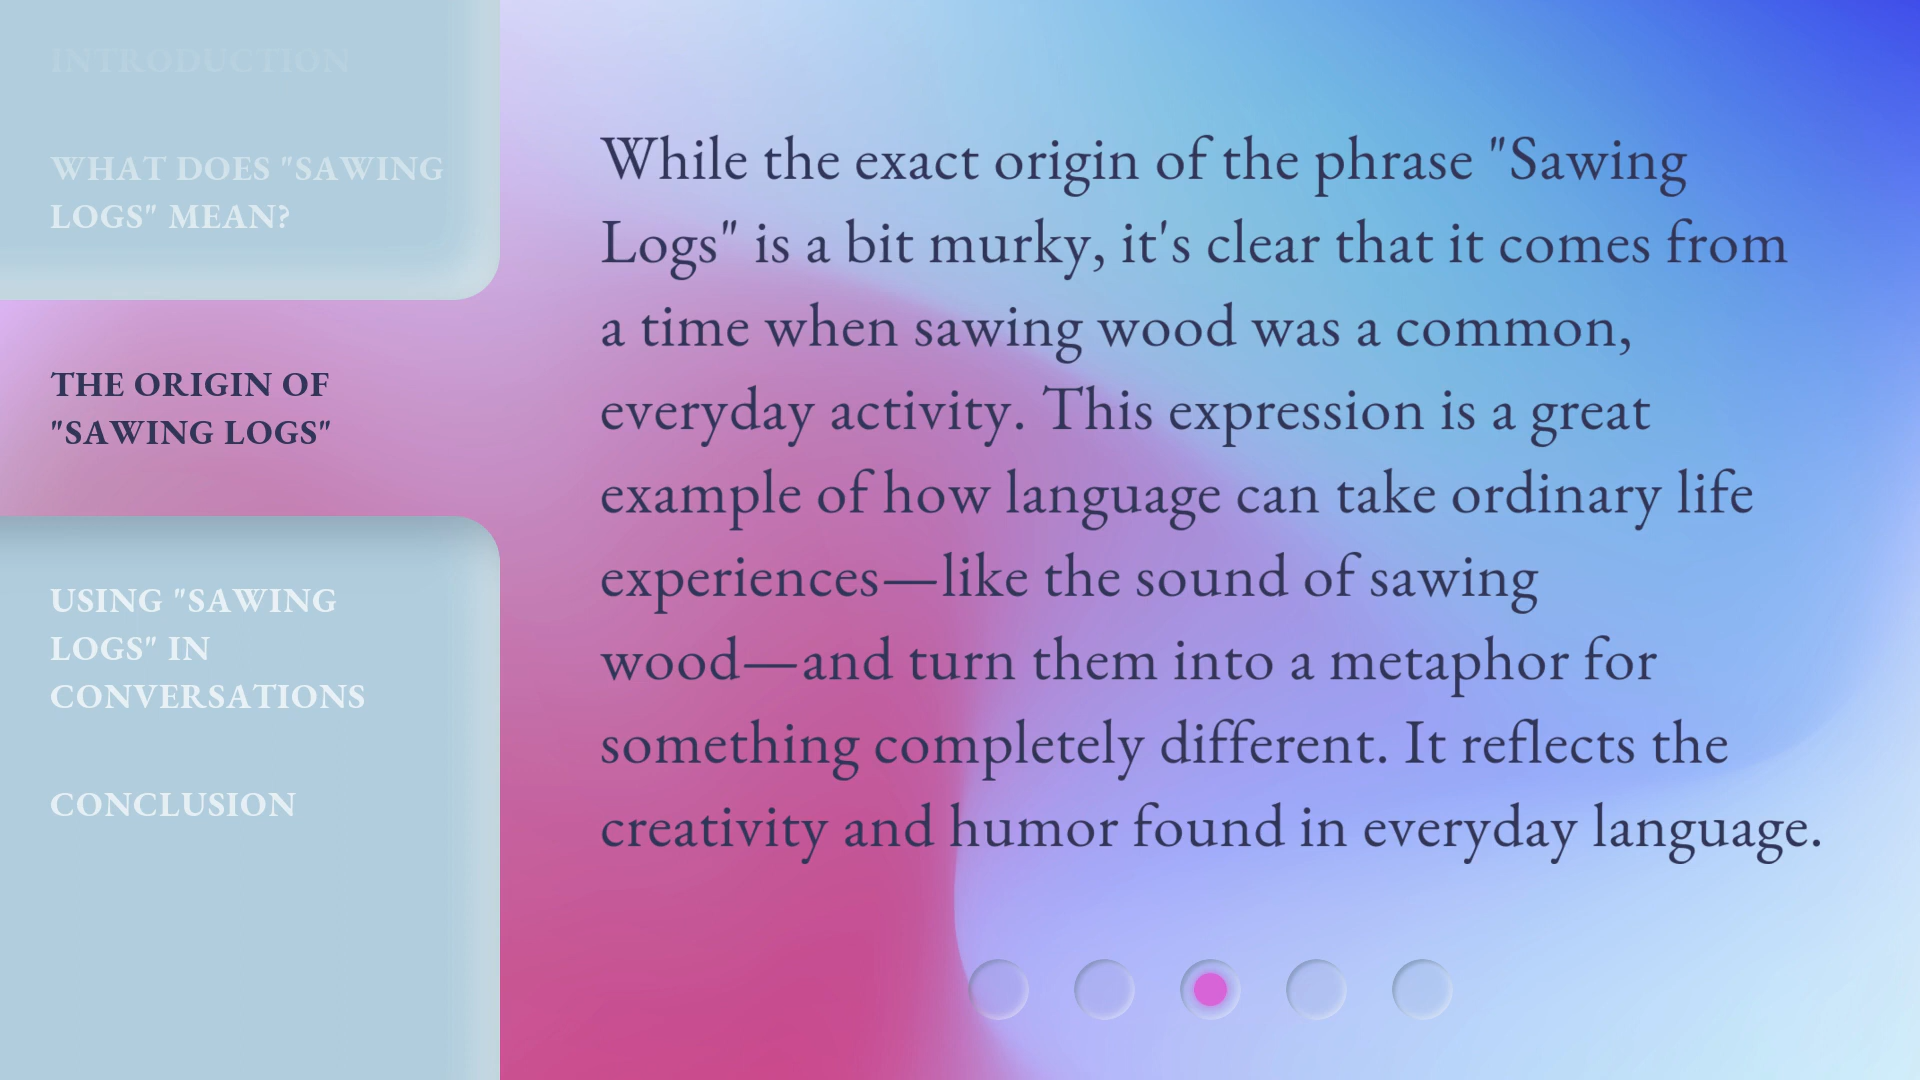 INTRODUCTION
WHAT DOES "SAWING
LOGS" MEAN?
THE ORIGIN OF
"SAWING LOGS"
USING "SAWING
LOGS" IN
CONVERSATIONS
CONCLUSION
While the exact origin of the phrase "Sawing
Logs" is a bit murky, it's clear that it comes from
a time when sawing wood was a common,
everyday activity. This expression is a great
example of how language can take ordinary life
experiences—like the sound of sawing
wood—and turn them into a metaphor for
something completely different. It reflects the
creativity and humor found in everyday language.